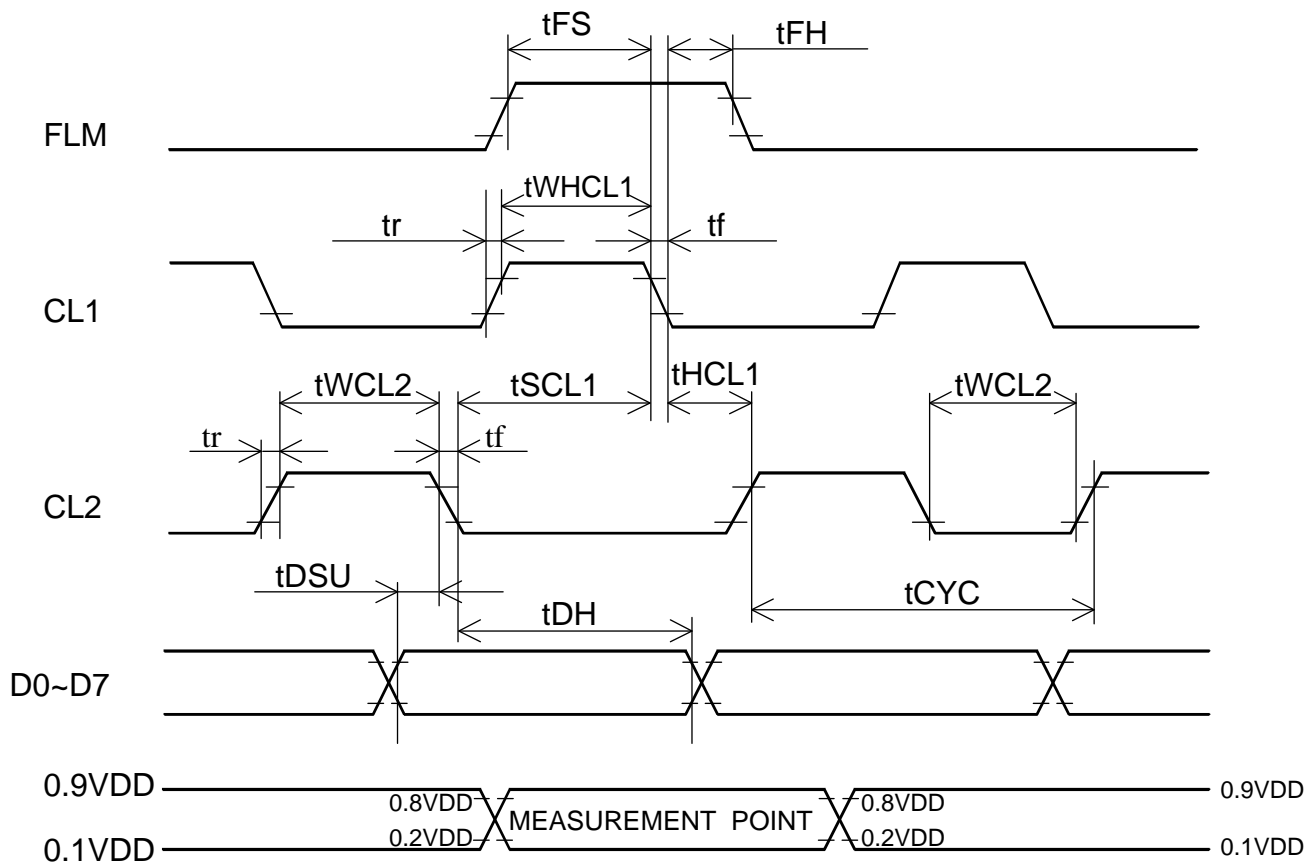 tFS tFH
FLM
tWHCL1
tr tf
CL1
tWCL2 tSCL1 tHCL1 tWCL2
tr tf
CL2
tDSU tCYC
tDH
D0~D7
0.9VDD 0.8VDD 0.8VDD 0.9VDD
MEASUREMENT POINT
0.1VDD 0.2VDD 0.2VDD 0.1VDD